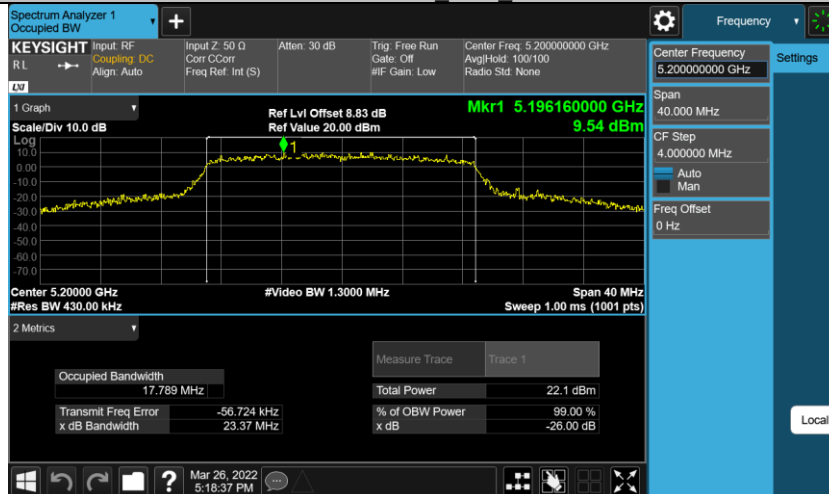 Spectrum Analyzer 1
Occupied BW
Frequency
KEYSIGHT
RL
LXI
Input: RF
Coupling: DC
Align: Auto
Input Z: 50 Ω
Corr CCorr
Freq Ref: Int (S)
Atten: 30 dB
Trig: Free Run
Gate: Off
#IF Gain: Low
Center Freq: 5.200000000 GHz
Avg|Hold: 100/100
Radio Std: None
Center Frequency
5.200000000 GHz
Settings
Span
40.000 MHz
CF Step
4.000000 MHz
Auto
Man
Freq Offset
0 Hz
Local
1 Graph
Scale/Div 10.0 dB
Ref Lvl Offset 8.83 dB
Ref Value 20.00 dBm
Mkr1 5.196160000 GHz
9.54 dBm
Log
10.0
0.00
-10.0
-20.0
-30.0
-40.0
-50.0
-60.0
-70.0
1
Center 5.20000 GHz
#Res BW 430.00 kHz
#Video BW 1.3000 MHz
Span 40 MHz
Sweep 1.00 ms (1001 pts)
2 Metrics
Measure Trace Trace 1
Occupied Bandwidth
17.789 MHz
Total Power 22.1 dBm
Transmit Freq Error -56.724 kHz
% of OBW Power 99.00 %
x dB Bandwidth 23.37 MHz
x dB -26.00 dB
Mar 26, 2022
5:18:37 PM